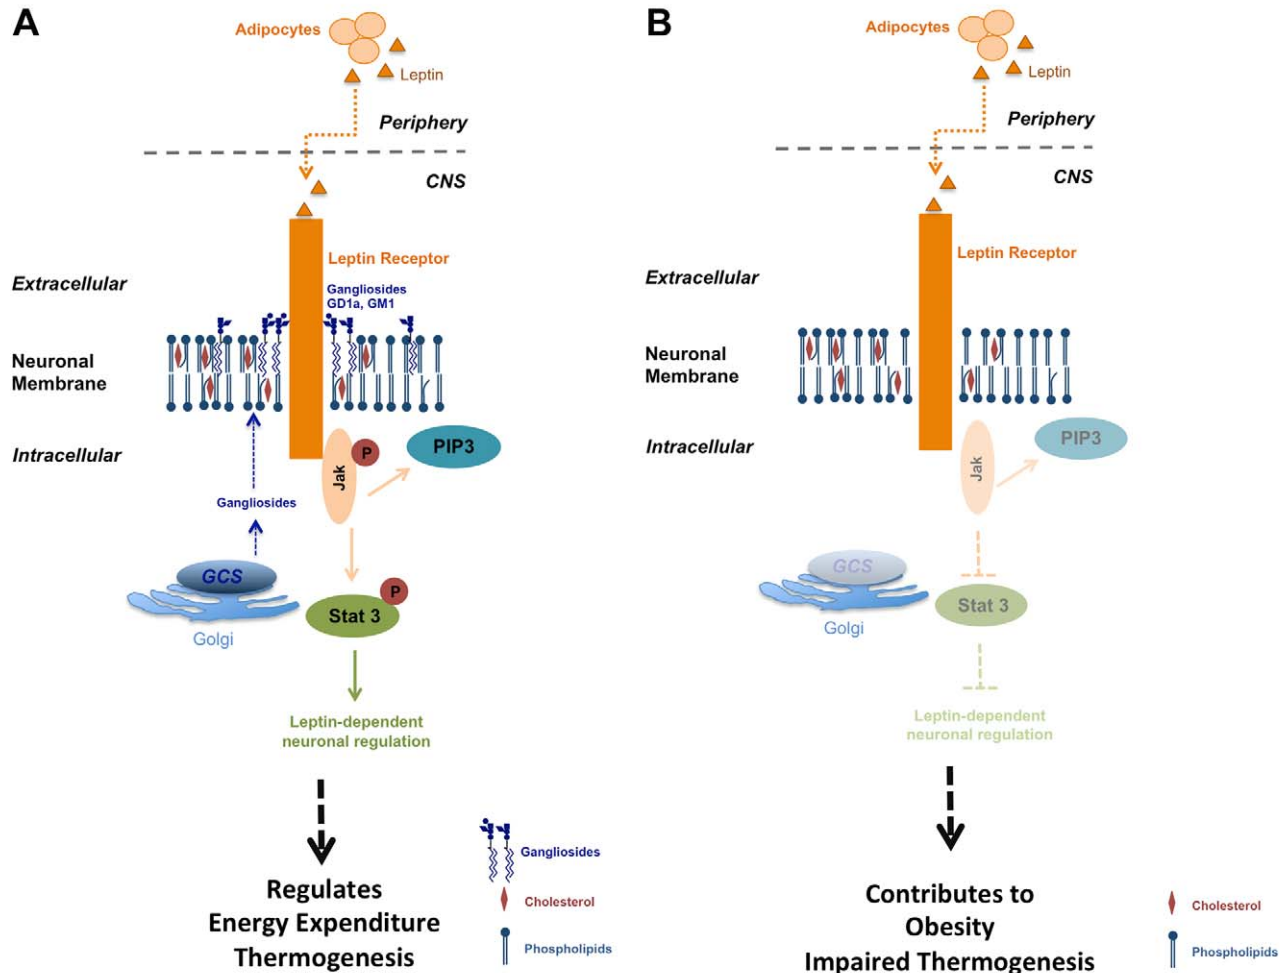 A
Adipocytes
Leptin
Periphery
CNS
Leptin Receptor
Extracellular
Gangliosides
GD1a, GM1
Neuronal
Membrane
Intracellular
Jak
P
PIP3
Gangliosides
GCS
Golgi
P
Stat 3
Leptin-dependent
neuronal regulation
Regulates
Energy Expenditure
Thermogenesis
Gangliosides
Cholesterol
Phospholipids
B
Adipocytes
Leptin
Periphery
CNS
Leptin Receptor
Extracellular
Neuronal
Membrane
Intracellular
Jak
PIP3
GCS
Golgi
Stat 3
Leptin-dependent
neuronal regulation
Contributes to
Obesity
Impaired Thermogenesis
Cholesterol
Phospholipids